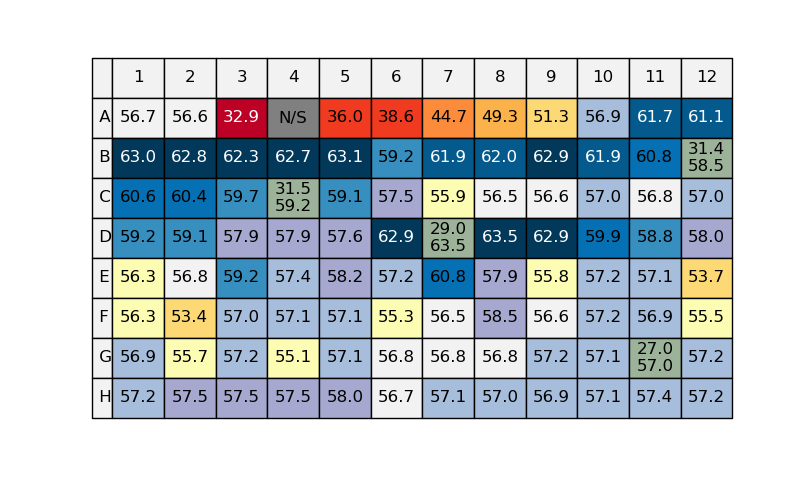 1 2 3 4 5 6 7 8 9 10 11 12
A 56.7 56.6 32.9 N/S 36.0 38.6 44.7 49.3 51.3 56.9 61.7 61.1
B 63.0 62.8 62.3 62.7 63.1 59.2 61.9 62.0 62.9 61.9 60.8 31.4
58.5
C 60.6 60.4 59.7 31.5 59.1 57.5 55.9 56.5 56.6 57.0 56.8 57.0
59.2
D 59.2 59.1 57.9 57.9 57.6 62.9 29.0 63.5 62.9 59.9 58.8 58.0
63.5
E 56.3 56.8 59.2 57.4 58.2 57.2 60.8 57.9 55.8 57.2 57.1 53.7
F 56.3 53.4 57.0 57.1 57.1 55.3 56.5 58.5 56.6 57.2 56.9 55.5
G 56.9 55.7 57.2 55.1 57.1 56.8 56.8 56.8 57.2 57.1 27.0 57.2
57.0
H 57.2 57.5 57.5 57.5 58.0 56.7 57.1 57.0 56.9 57.1 57.4 57.2